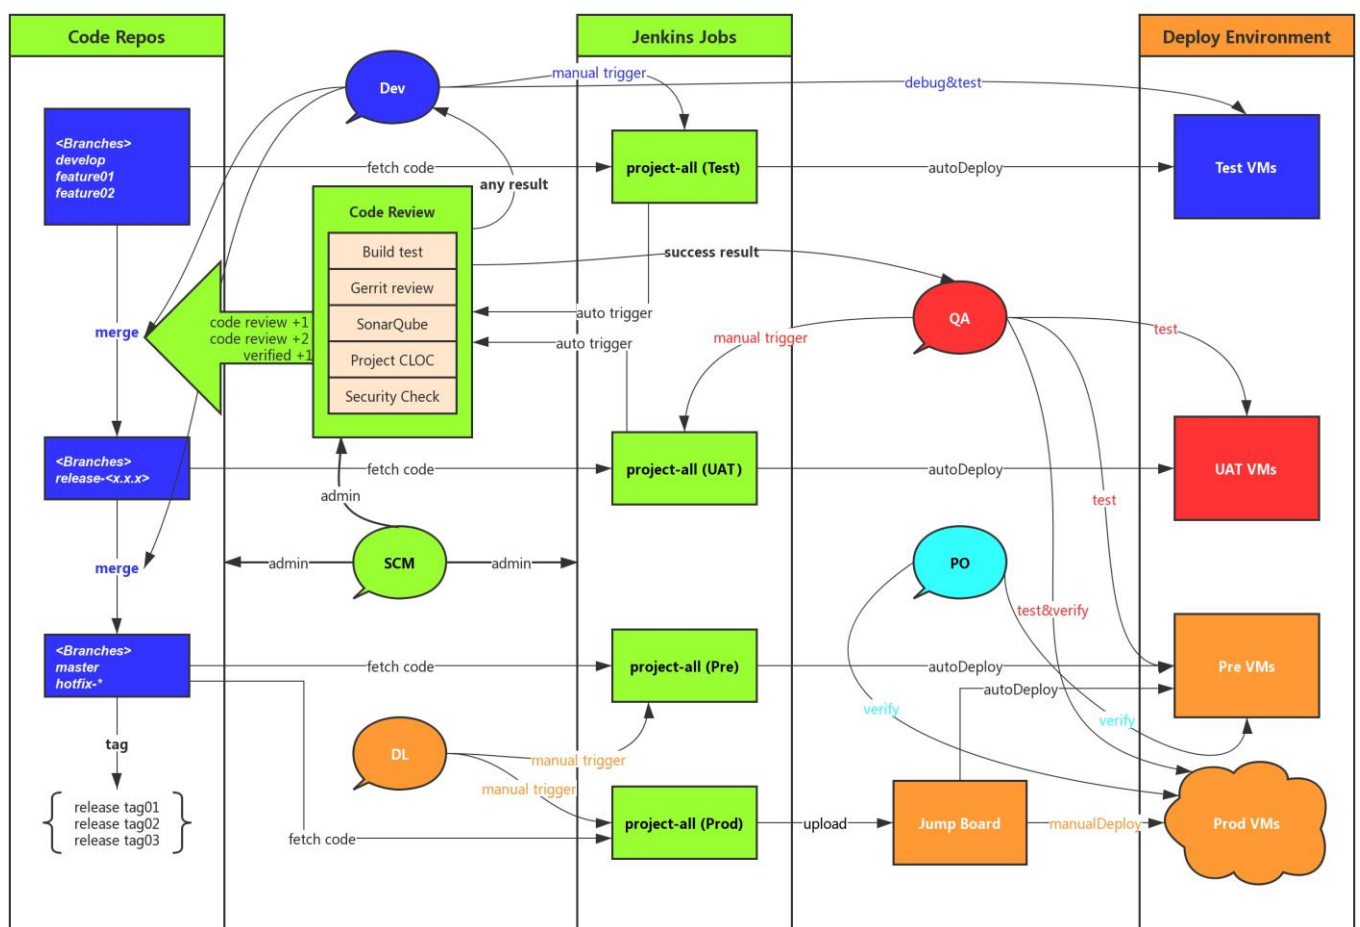 Code Repos
Jenkins Jobs
Deploy Environment
Dev
manual trigger
debug&test
<Branches>
develop
feature01
feature02
fetch code
project-all (Test)
autoDeploy
Test VMs
any result
Code Review
Build test
Gerrit review
SonarQube
Project CLOC
Security Check
success result
auto trigger
auto trigger
QA
manual trigger
test
merge
code review +1
code review +2
verified +1
<Branches>
release-<x.x.x>
fetch code
project-all (UAT)
autoDeploy
UAT VMs
admin
test
SCM
admin
admin
PO
merge
test&verify
<Branches>
master
hotfix-*
fetch code
project-all (Pre)
autoDeploy
autoDeploy
Pre VMs
verify
verify
tag
DL
manual trigger
manual trigger
release tag01
release tag02
release tag03
fetch code
project-all (Prod)
upload
Jump Board
manualDeploy
Prod VMs